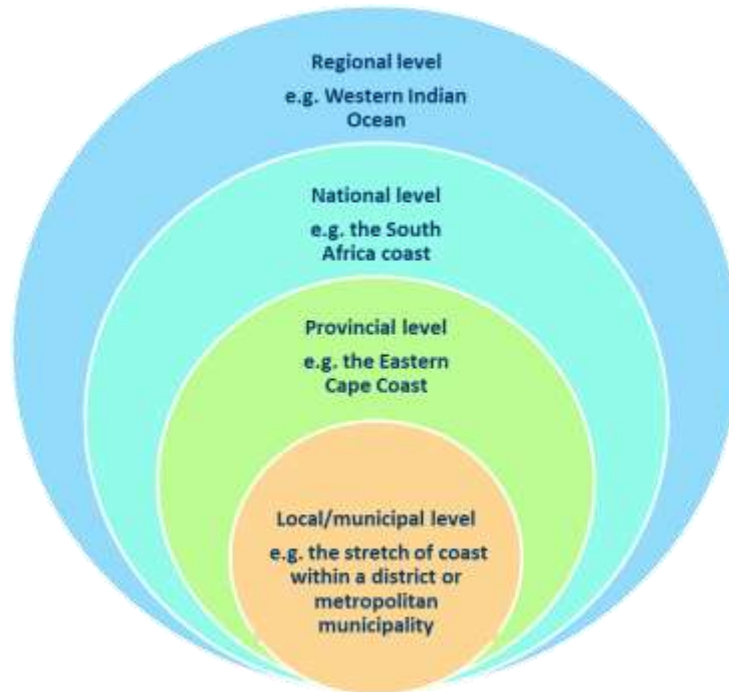 Regional level
e.g. Western Indian
Ocean
National level
e.g. the South
Africa coast
Provincial level
e.g. the Eastern
Cape Coast
Local/municipal level
e.g. the stretch of coast
within a district or
metropolitan
municipality